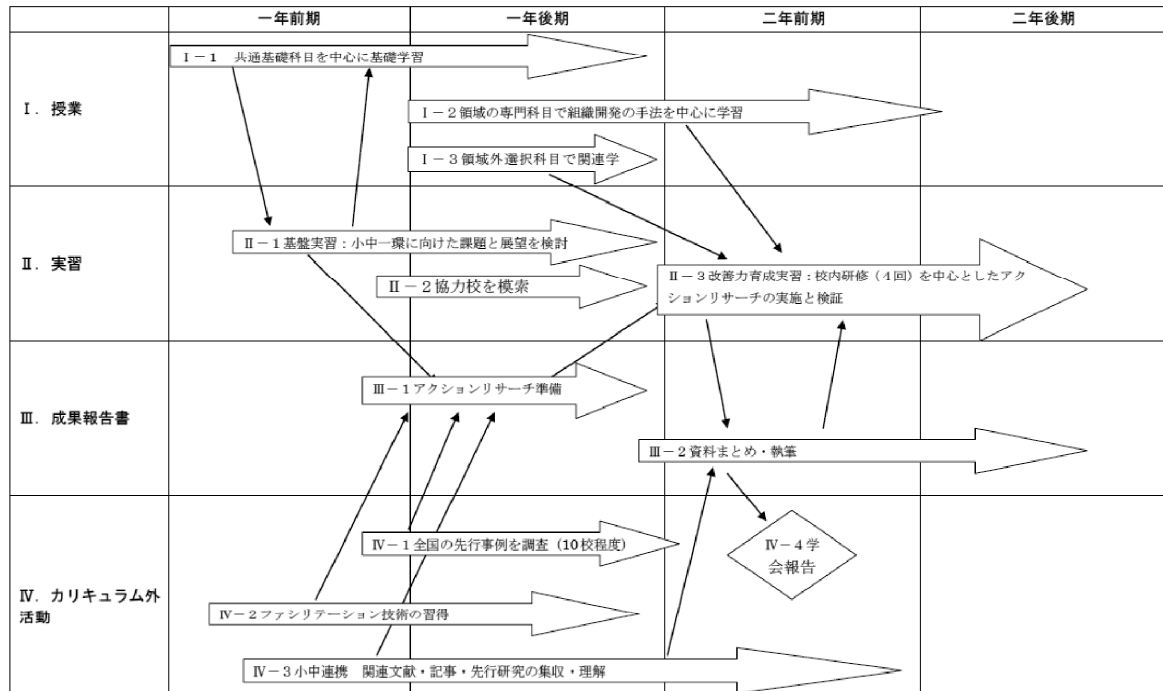 一年前期
一年後期
二年前期
二年後期
Ⅰ．授業
Ⅰ－１　共通基礎科目を中心に基礎学習
Ⅰ－２領域の専門科目で組織開発の手法を中心に学習
Ⅰ－３領域外選択科目で関連学
Ⅱ．実習
Ⅱ－１基盤実習：小中一環に向けた課題と展望を検討
Ⅱ－２協力校を模索
Ⅱ－３改善力育成実習：校内研修（４回）を中心としたアク
ションリサーチの実施と検証
Ⅲ．成果報告書
Ⅲ－１アクションリサーチ準備
Ⅲ－２資料まとめ・執筆
Ⅳ．カリキュラム外
活動
Ⅳ－１全国の先行事例を調査（10校程度）
Ⅳ－４学
会報告
Ⅳ－２ファシリテーション技術の習得
Ⅳ－３小中連携　関連文献・記事・先行研究の集収・理解